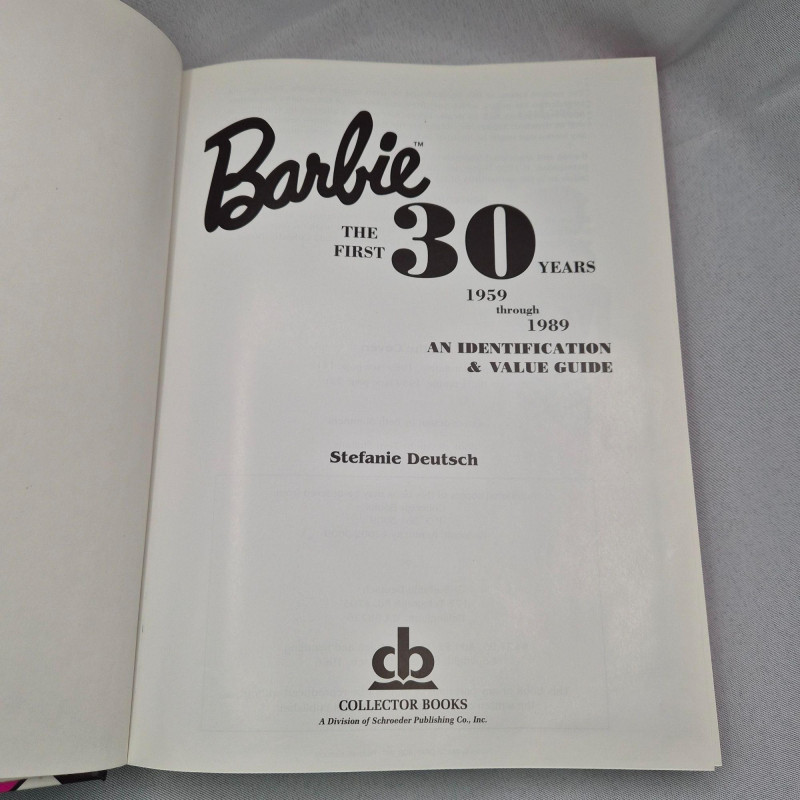 Barbie™
THE
FIRST 30 YEARS
1959
through
1989
AN IDENTIFICATION
& VALUE GUIDE
Stefanie Deutsch
cb
COLLECTOR BOOKS
A Division of Schroeder Publishing Co., Inc.